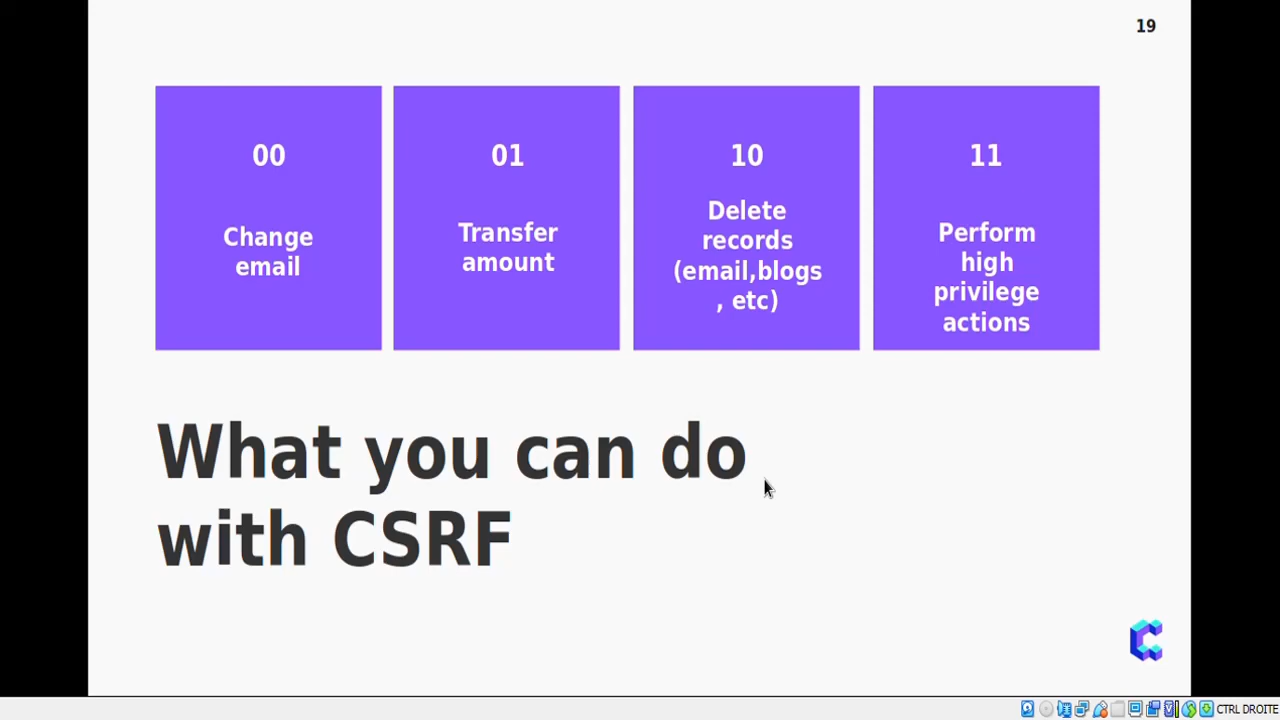 19
00
Change
email
01
Transfer
amount
10
Delete
records
(email,blogs
, etc)
11
Perform
high
privilege
actions
What you can do
with CSRF
CTRL DROITE